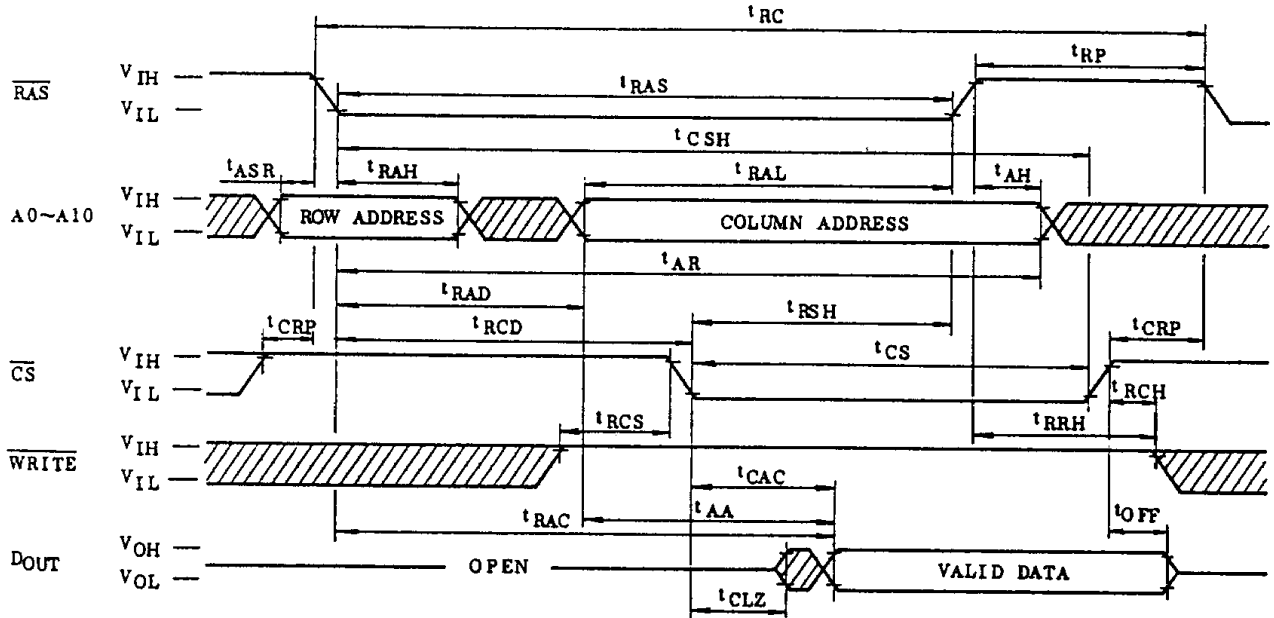 tRC
tRP
RAS
VIH
VIL
tRAS
tCSH
tASR
tRAH
tRAL
tAH
A0~A10
VIH
VIL
ROW ADDRESS
COLUMN ADDRESS
tAR
tRAD
tRSH
tCRP
tRCD
tCRP
CS
VIH
VIL
tCS
tRCH
tRCS
tRRH
WRITE
VIH
VIL
tCAC
tAA
tRAC
tOFF
DOUT
VOH
VOL
OPEN
VALID DATA
tCLZ